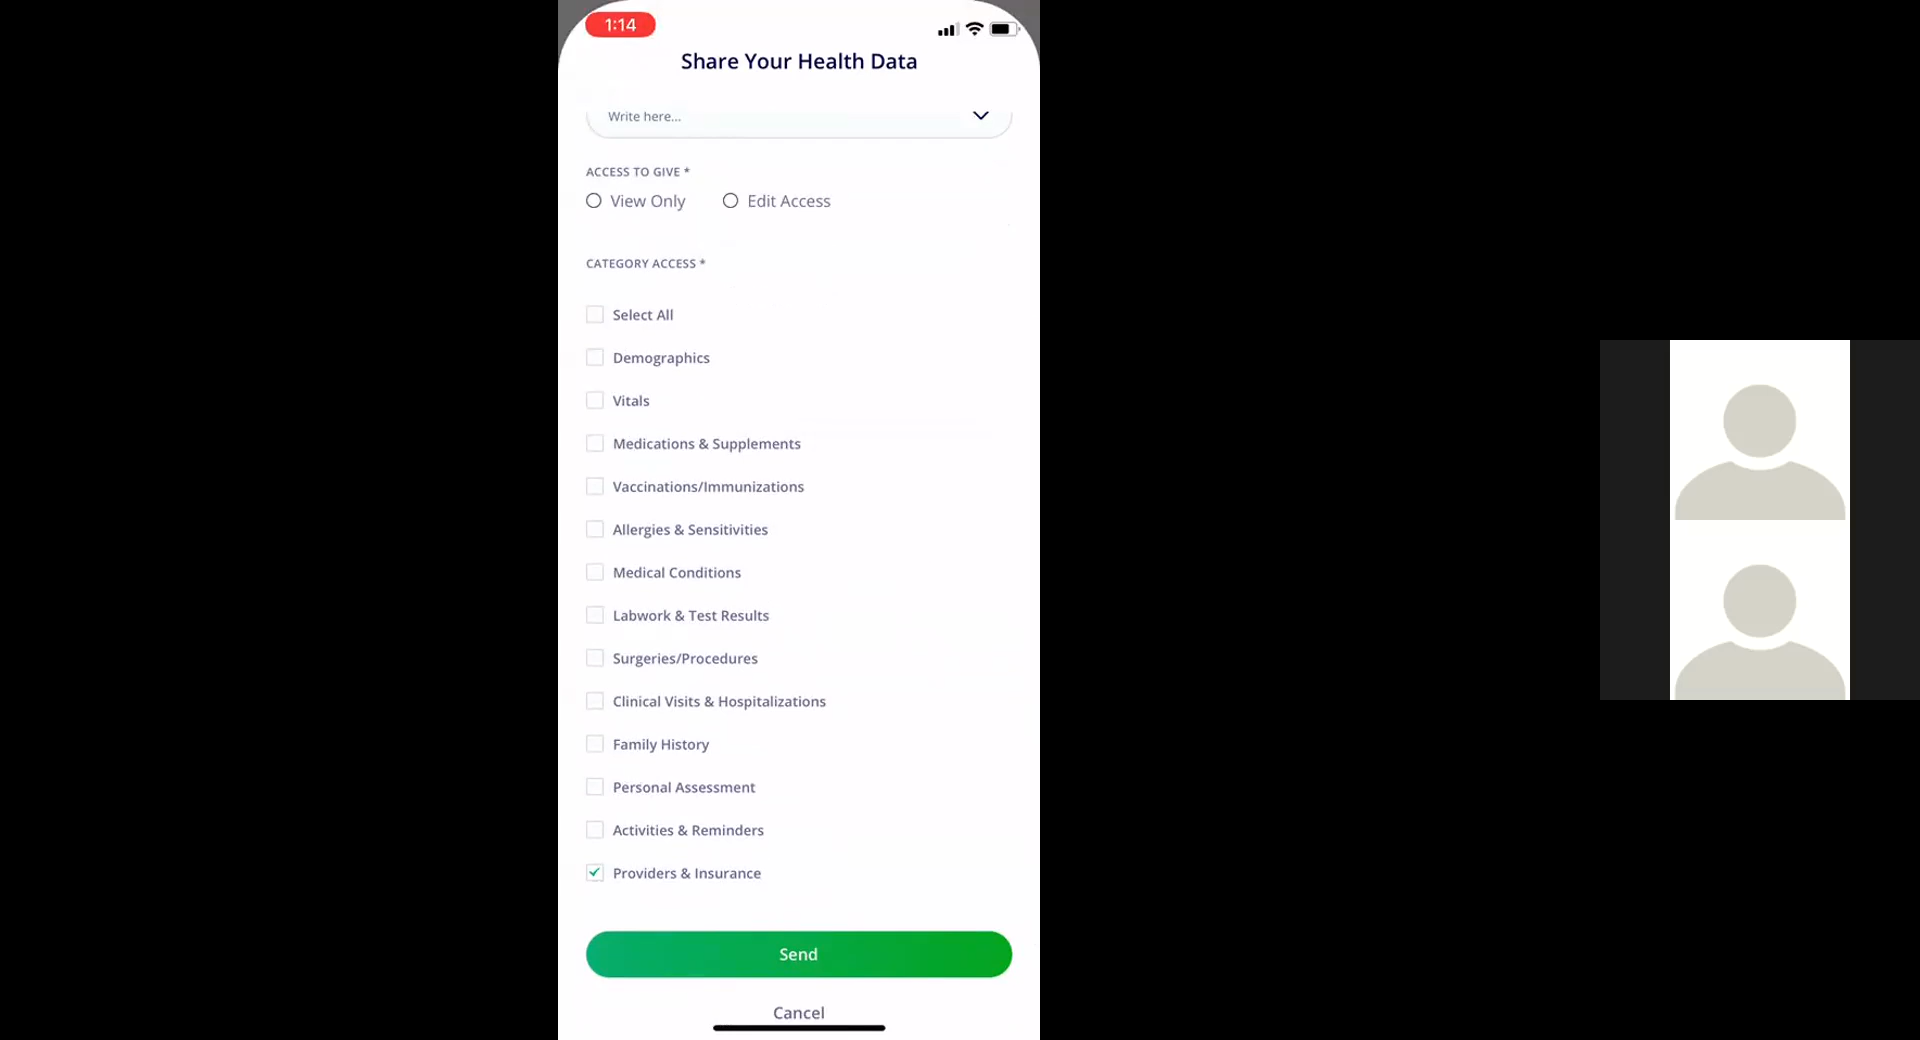 1:14
Share Your Health Data
Write here...
ACCESS TO GIVE *
View Only Edit Access
CATEGORY ACCESS *
Select All
Demographics
Vitals
Medications & Supplements
Vaccinations/Immunizations
Allergies & Sensitivities
Medical Conditions
Labwork & Test Results
Surgeries/Procedures
Clinical Visits & Hospitalizations
Family History
Personal Assessment
Activities & Reminders
Providers & Insurance
Send
Cancel